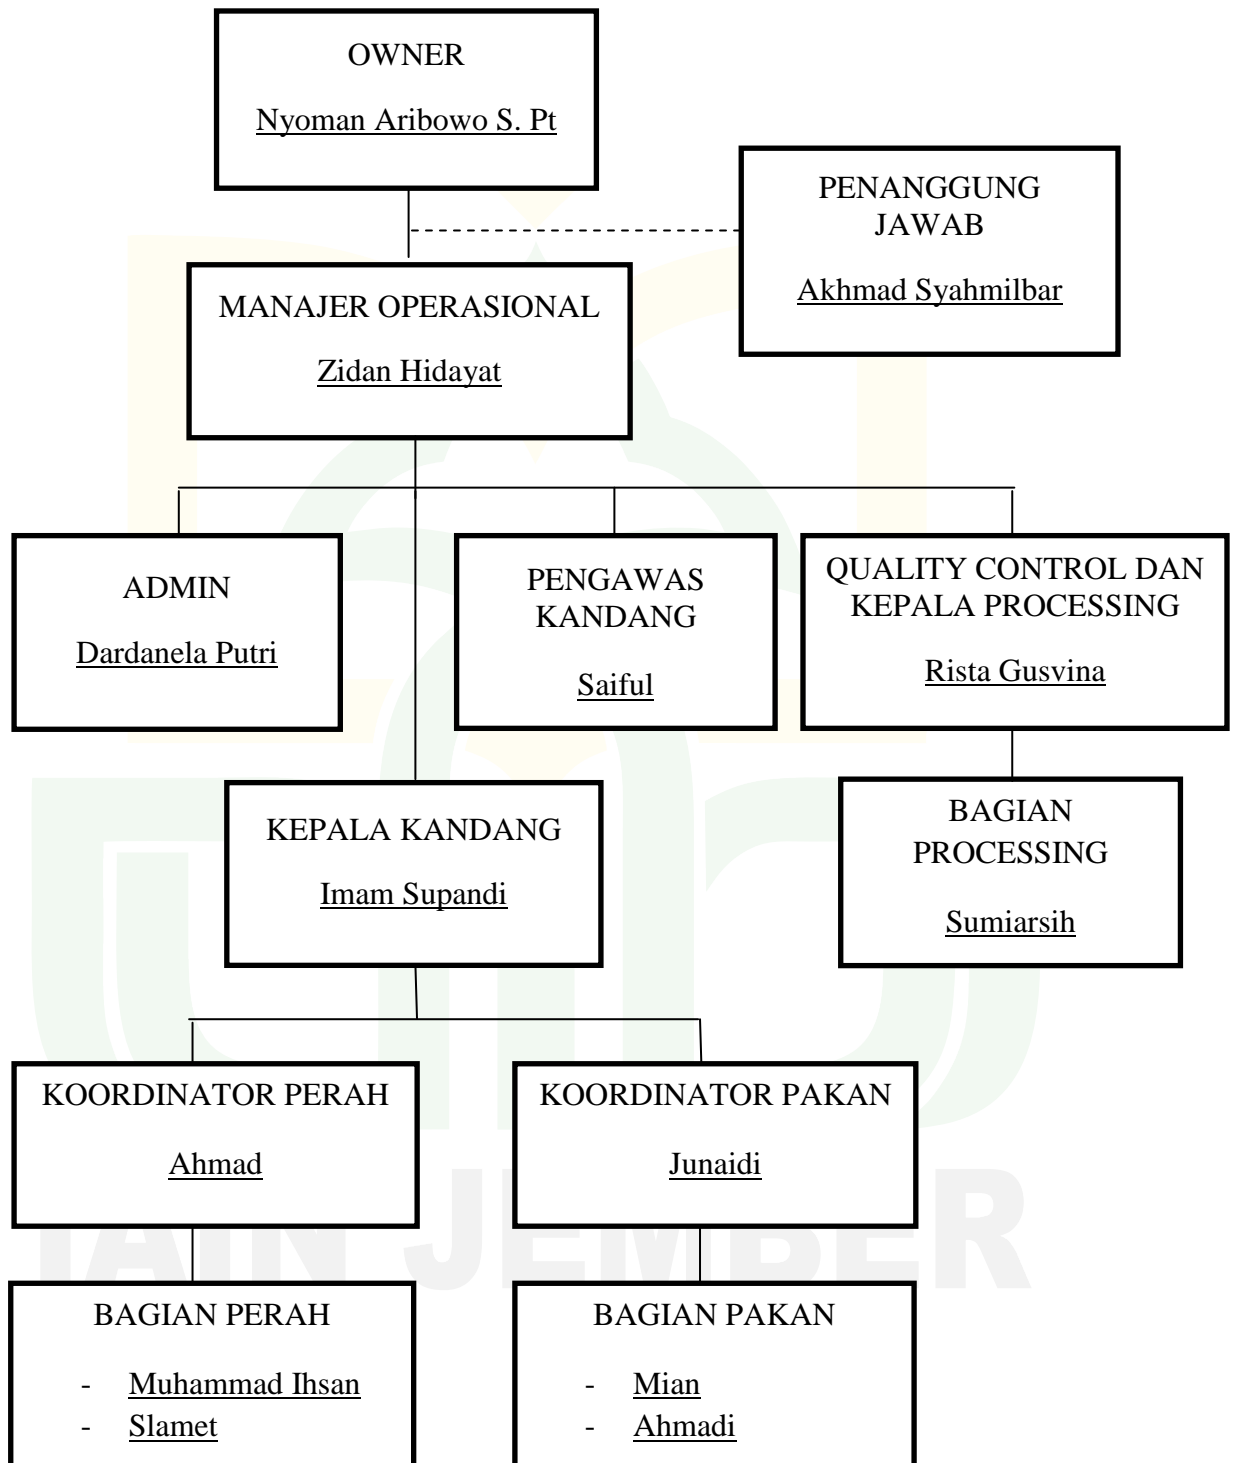 OWNER
Nyoman Aribowo S. Pt
PENANGGUNG
JAWAB
Akhmad Syahmilbar
MANAJER OPERASIONAL
Zidan Hidayat
ADMIN
Dardanela Putri
PENGAWAS
KANDANG
Saiful
QUALITY CONTROL DAN
KEPALA PROCESSING
Rista Gusvina
KEPALA KANDANG
Imam Supandi
BAGIAN
PROCESSING
Sumiarsih
KOORDINATOR PERAH
Ahmad
KOORDINATOR PAKAN
Junaidi
IAIN JEMBER
BAGIAN PERAH
- Muhammad Ihsan
- Slamet
BAGIAN PAKAN
- Mian
- Ahmadi